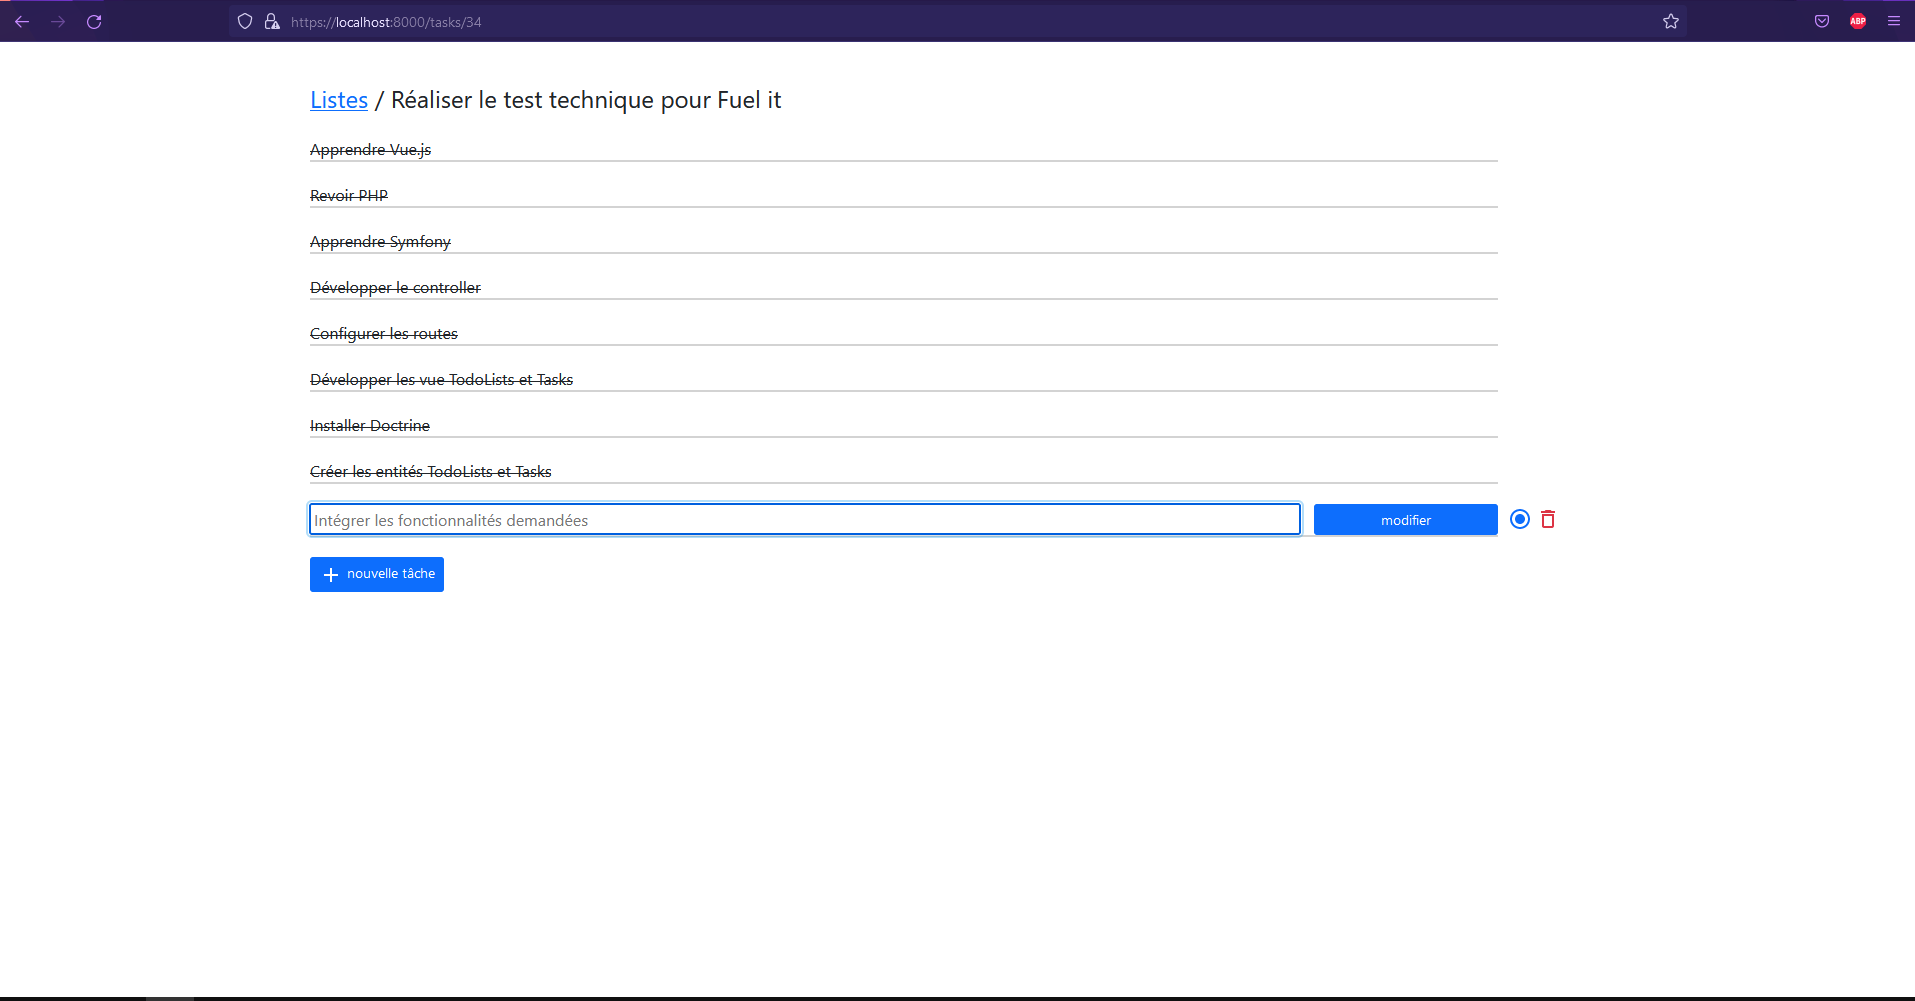 https://localhost:8000/tasks/34
ABP
Listes / Réaliser le test technique pour Fuel it
Apprendre Vue.js
Revoir PHP
Apprendre Symfony
Développer le controller
Configurer les routes
Développer les vue TodoLists et Tasks
Installer Doctrine
Créer les entités TodoLists et Tasks
Intégrer les fonctionnalités demandées
modifier
nouvelle tâche